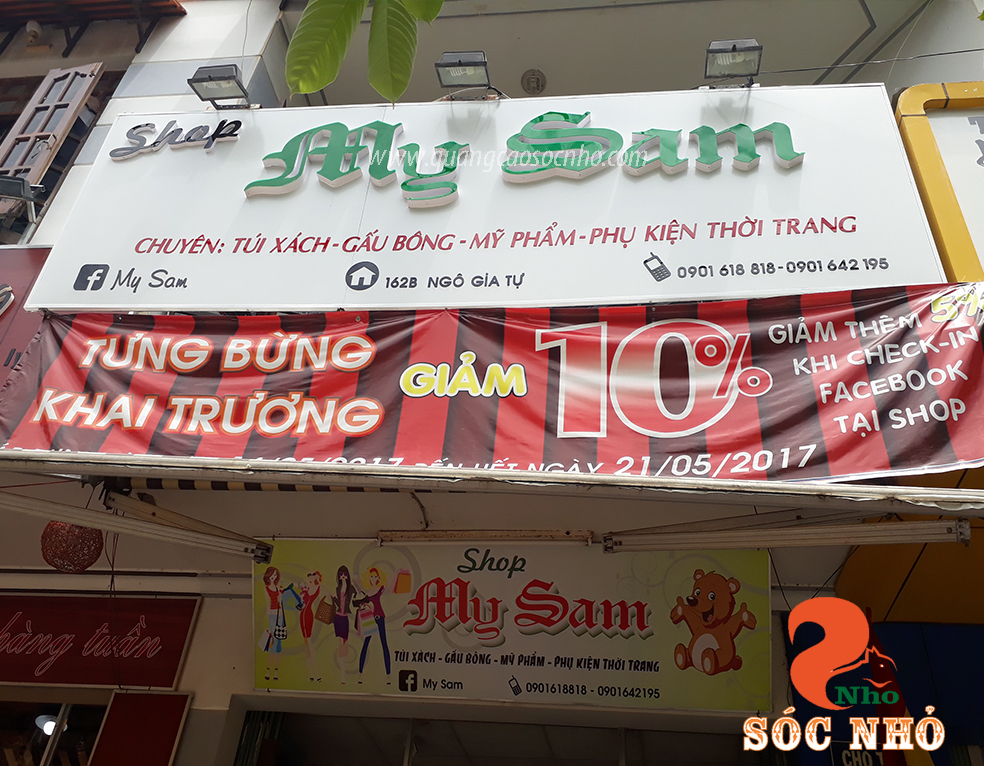 Shop My Sam
www.quangcaosocnho.com
CHUYÊN: TÚI XÁCH - GẤU BÔNG - MỸ PHẨM - PHỤ KIỆN THỜI TRANG
My Sam
162B NGÔ GIA TỰ
0901 618 818 - 0901 642 195
TƯNG BỪNG
KHAI TRƯƠNG
GIẢM 10%
GIẢM THÊM
KHI CHECK-IN
FACEBOOK
TẠI SHOP
ĐẾN HẾT NGÀY 21/05/2017
Shop
My Sam
TÚI XÁCH - GẤU BÔNG - MỸ PHẨM - PHỤ KIỆN THỜI TRANG
My Sam
0901618818 - 0901642195
hàng tuần
Nho
SÓC NHỎ